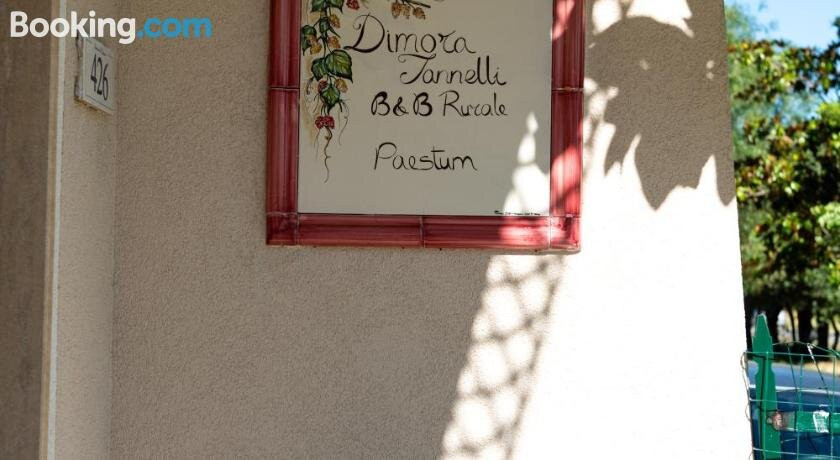 Booking.com
426
Dimora
Iannelli
B&B Rurale
Paestum